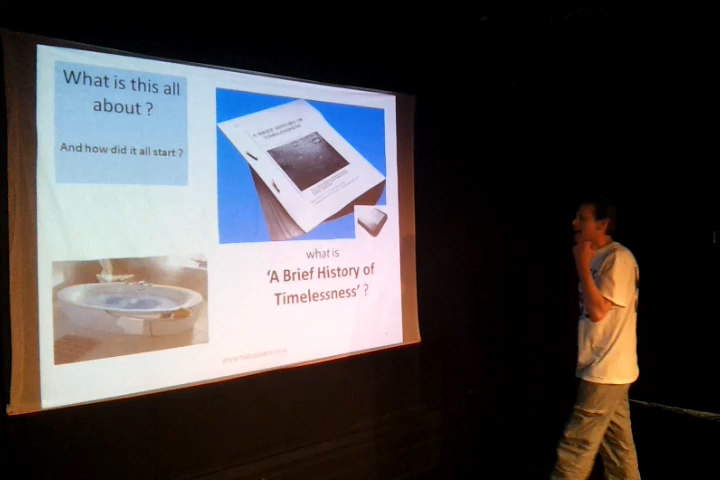 What is this all
about ?
And how did it all start ?
A BRIEF HISTORY OF
TIMELESSNESS
what is
‘A Brief History of
Timelessness’ ?